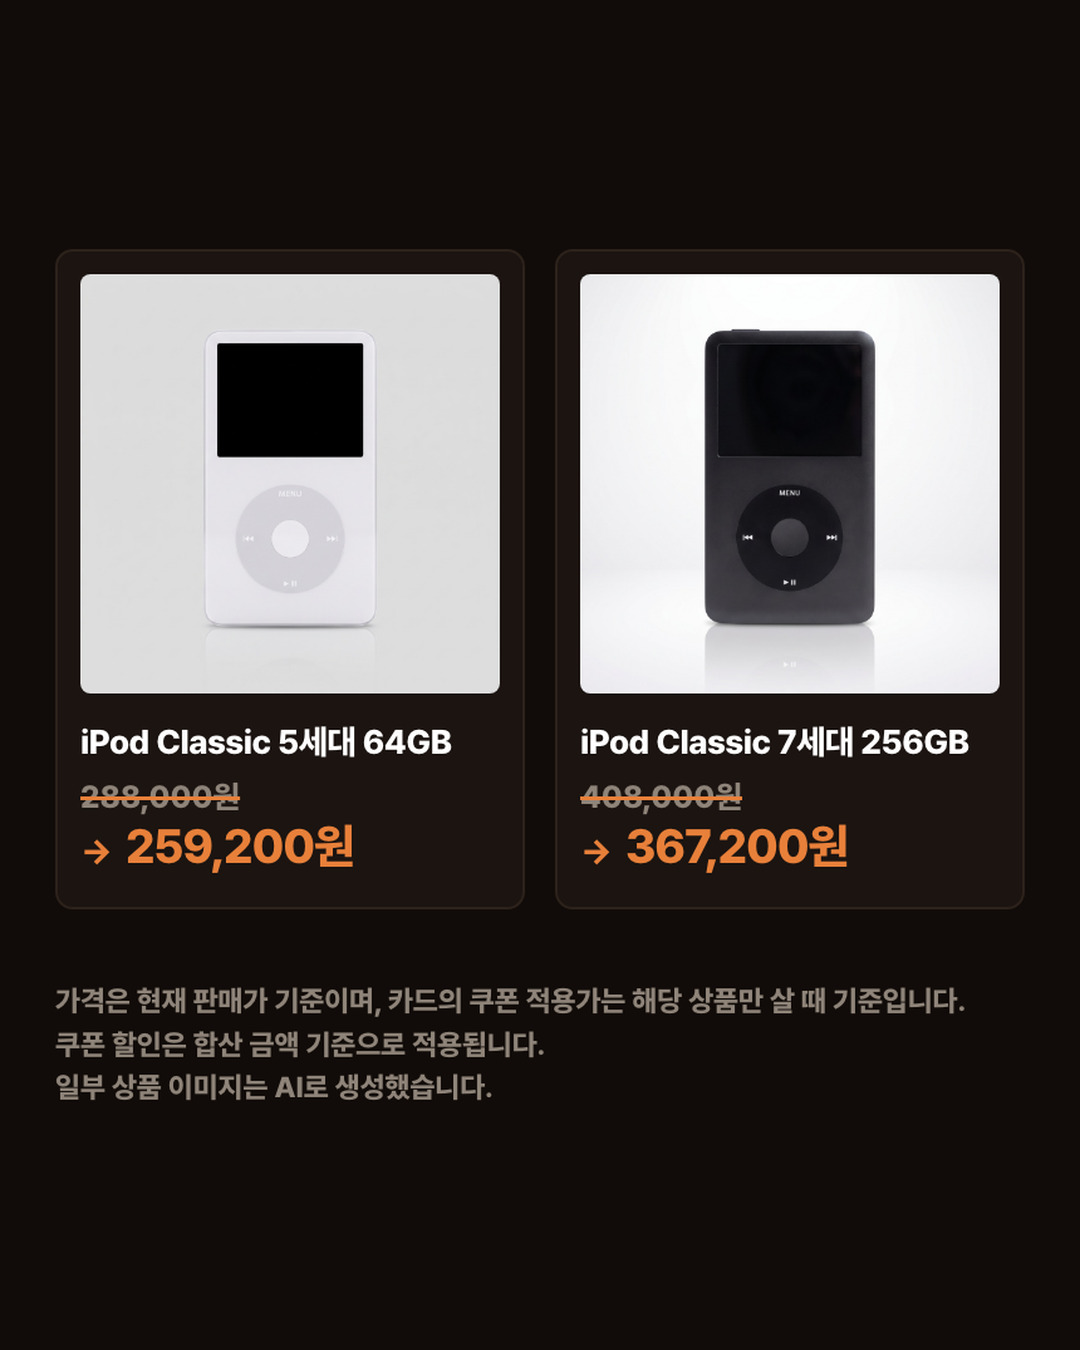 MENU
MENU
iPod Classic 5세대 64GB
288,000원
→ 259,200원
iPod Classic 7세대 256GB
408,000원
→ 367,200원
가격은 현재 판매가 기준이며, 카드의 쿠폰 적용가는 해당 상품만 살 때 기준입니다.
쿠폰 할인은 합산 금액 기준으로 적용됩니다.
일부 상품 이미지는 AI로 생성했습니다.